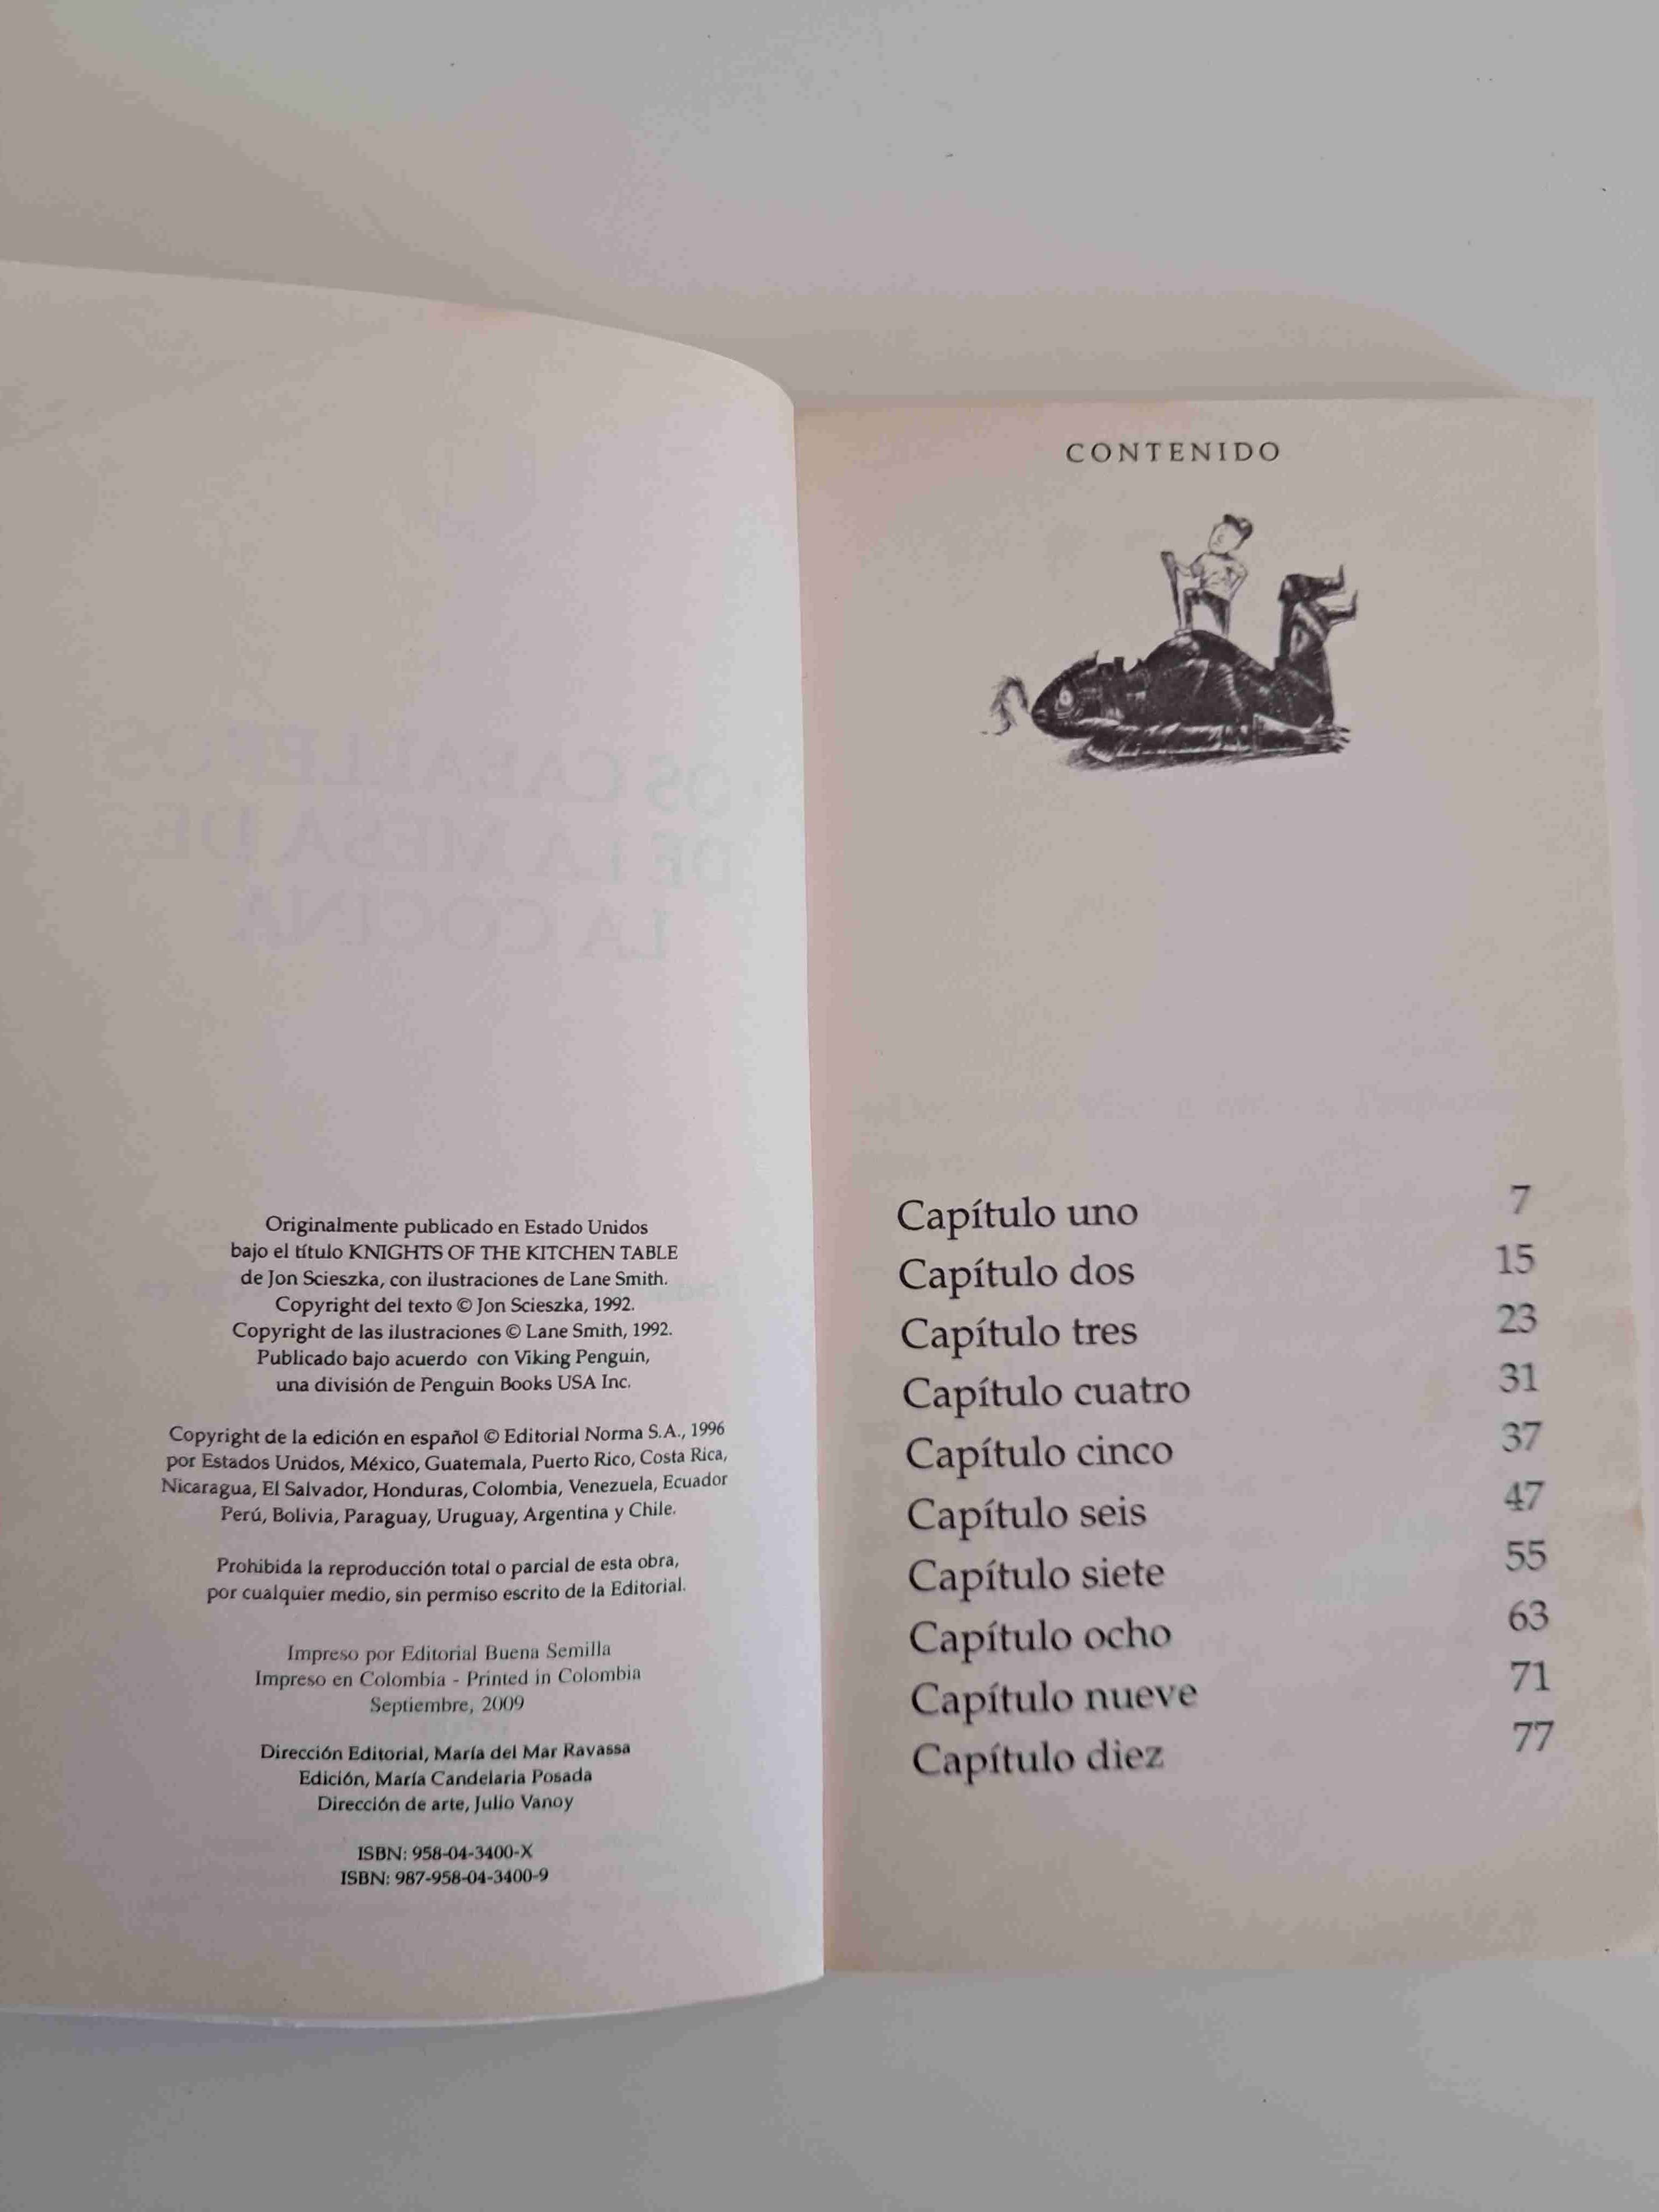 Originalmente publicado en Estado Unidos
bajo el título KNIGHTS OF THE KITCHEN TABLE
de Jon Scieszka, con ilustraciones de Lane Smith.
Copyright del texto © Jon Scieszka, 1992.
Copyright de las ilustraciones © Lane Smith, 1992.
Publicado bajo acuerdo con Viking Penguin,
una división de Penguin Books USA Inc.
Copyright de la edición en español © Editorial Norma S.A., 1996
por Estados Unidos, México, Guatemala, Puerto Rico, Costa Rica,
Nicaragua, El Salvador, Honduras, Colombia, Venezuela, Ecuador
Perú, Bolivia, Paraguay, Uruguay, Argentina y Chile.
Prohibida la reproducción total o parcial de esta obra,
por cualquier medio, sin permiso escrito de la Editorial.
Impreso por Editorial Buena Semilla
Impreso en Colombia - Printed in Colombia
Septiembre, 2009
Dirección Editorial, María del Mar Ravassa
Edición, María Candelaria Posada
Dirección de arte, Julio Vanoy
ISBN: 958-04-3400-X
ISBN: 987-958-04-3400-9
CONTENIDO
Capítulo uno 7
Capítulo dos 15
Capítulo tres 23
Capítulo cuatro 31
Capítulo cinco 37
Capítulo seis 47
Capítulo siete 55
Capítulo ocho 63
Capítulo nueve 71
Capítulo diez 77